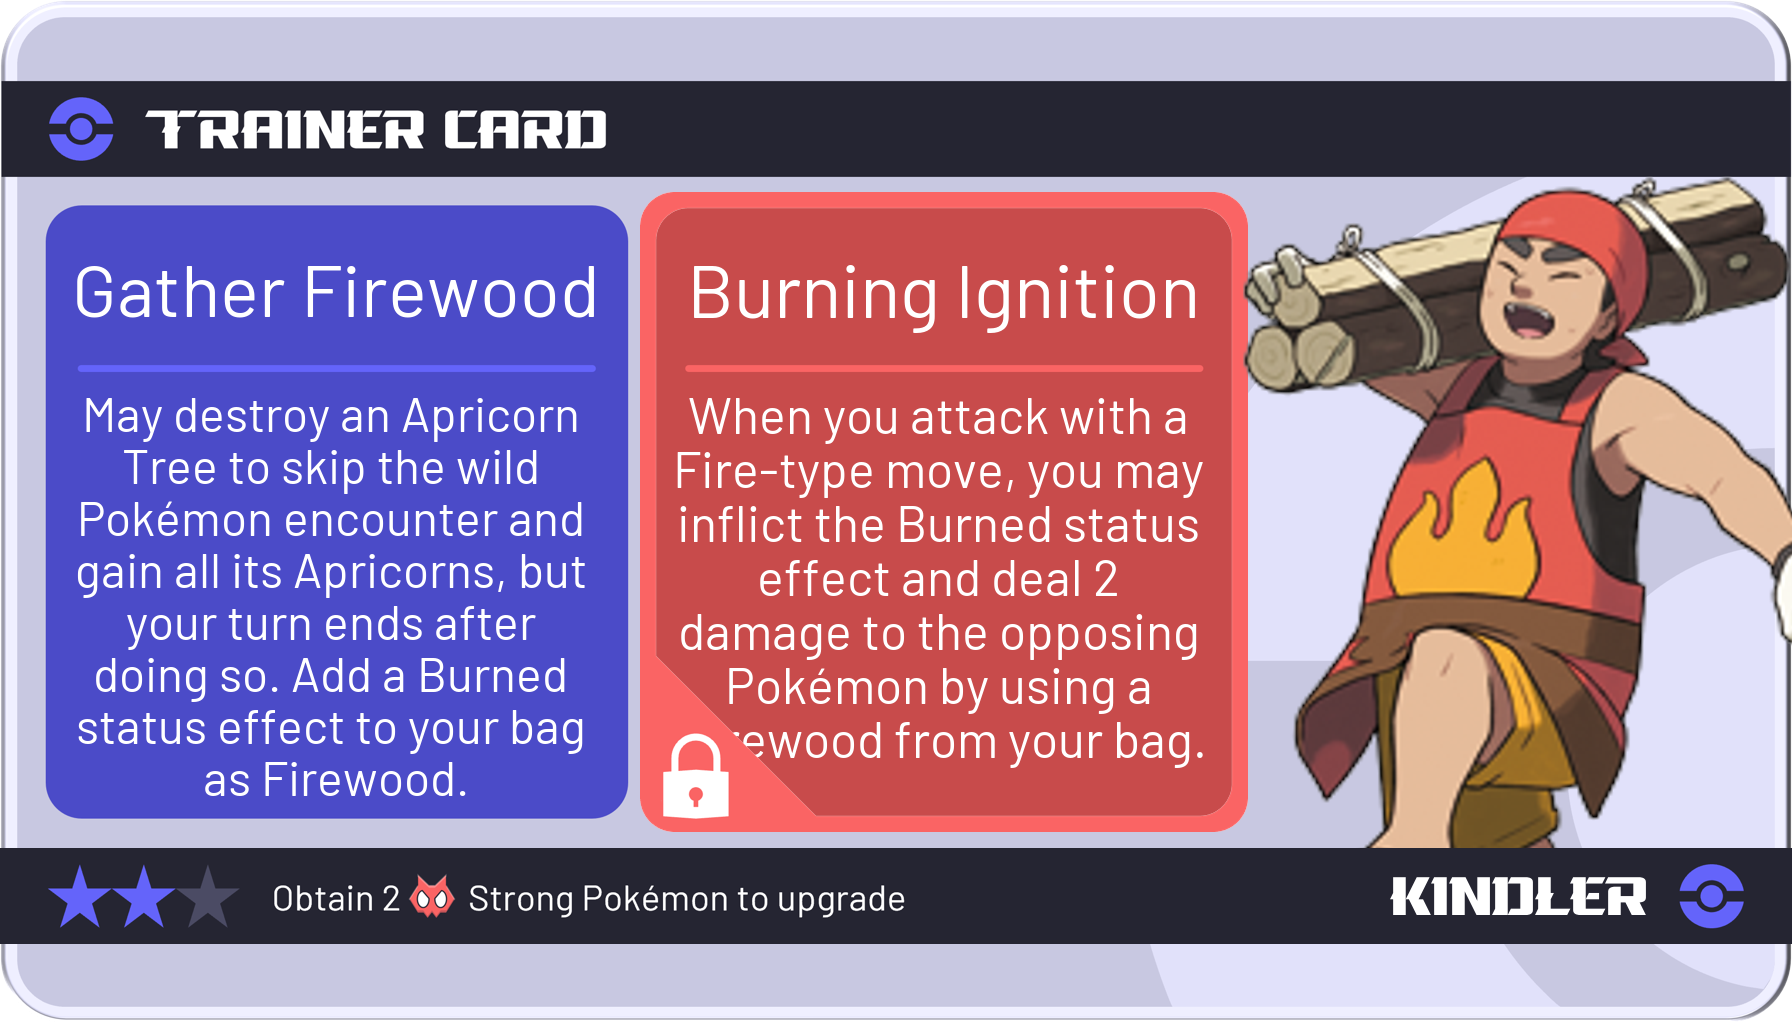 TRAINER CARD
Gather Firewood
May destroy an Apricorn
Tree to skip the wild
Pokémon encounter and
gain all its Apricorns, but
your turn ends after
doing so. Add a Burned
status effect to your bag
as Firewood.
Burning Ignition
When you attack with a
Fire-type move, you may
inflict the Burned status
effect and deal 2
damage to the opposing
Pokémon by using a
ewood from your bag.
Obtain 2 Strong Pokémon to upgrade
KINDLER